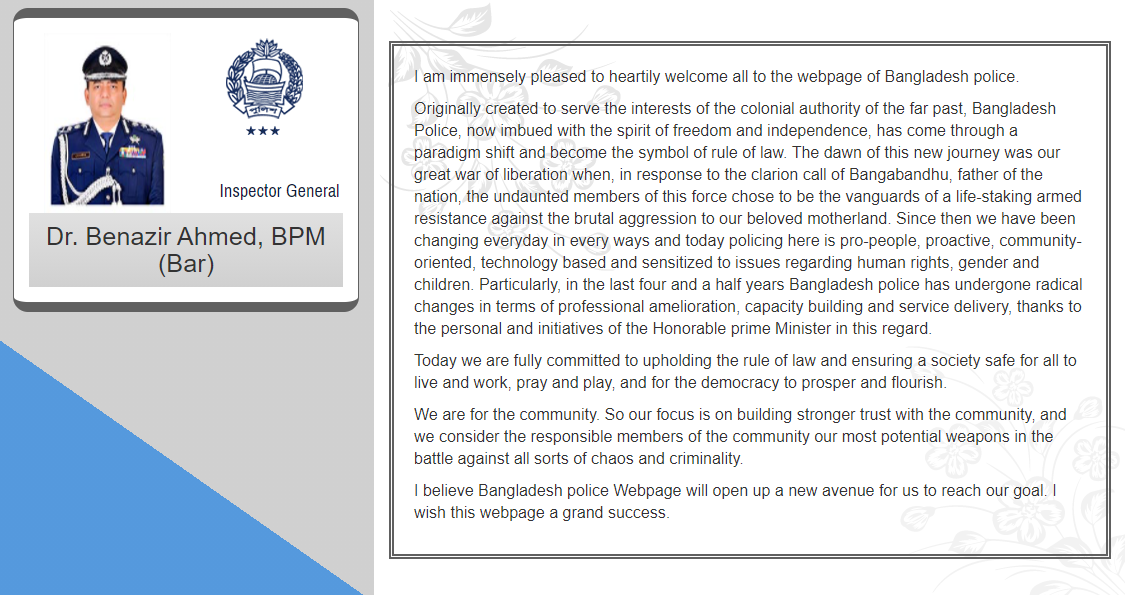 পুলিশ
Inspector General
Dr. Benazir Ahmed, BPM
(Bar)
I am immensely pleased to heartily welcome all to the webpage of Bangladesh police.
Originally created to serve the interests of the colonial authority of the far past, Bangladesh
Police, now imbued with the spirit of freedom and independence, has come through a
paradigm shift and become the symbol of rule of law. The dawn of this new journey was our
great war of liberation when, in response to the clarion call of Bangabandhu, father of the
nation, the undaunted members of this force chose to be the vanguards of a life-staking armed
resistance against the brutal aggression to our beloved motherland. Since then we have been
changing everyday in every ways and today policing here is pro-people, proactive, community-
oriented, technology based and sensitized to issues regarding human rights, gender and
children. Particularly, in the last four and a half years Bangladesh police has undergone radical
changes in terms of professional amelioration, capacity building and service delivery, thanks to
the personal and initiatives of the Honorable prime Minister in this regard.
Today we are fully committed to upholding the rule of law and ensuring a society safe for all to
live and work, pray and play, and for the democracy to prosper and flourish.
We are for the community. So our focus is on building stronger trust with the community, and
we consider the responsible members of the community our most potential weapons in the
battle against all sorts of chaos and criminality.
I believe Bangladesh police Webpage will open up a new avenue for us to reach our goal. I
wish this webpage a grand success.